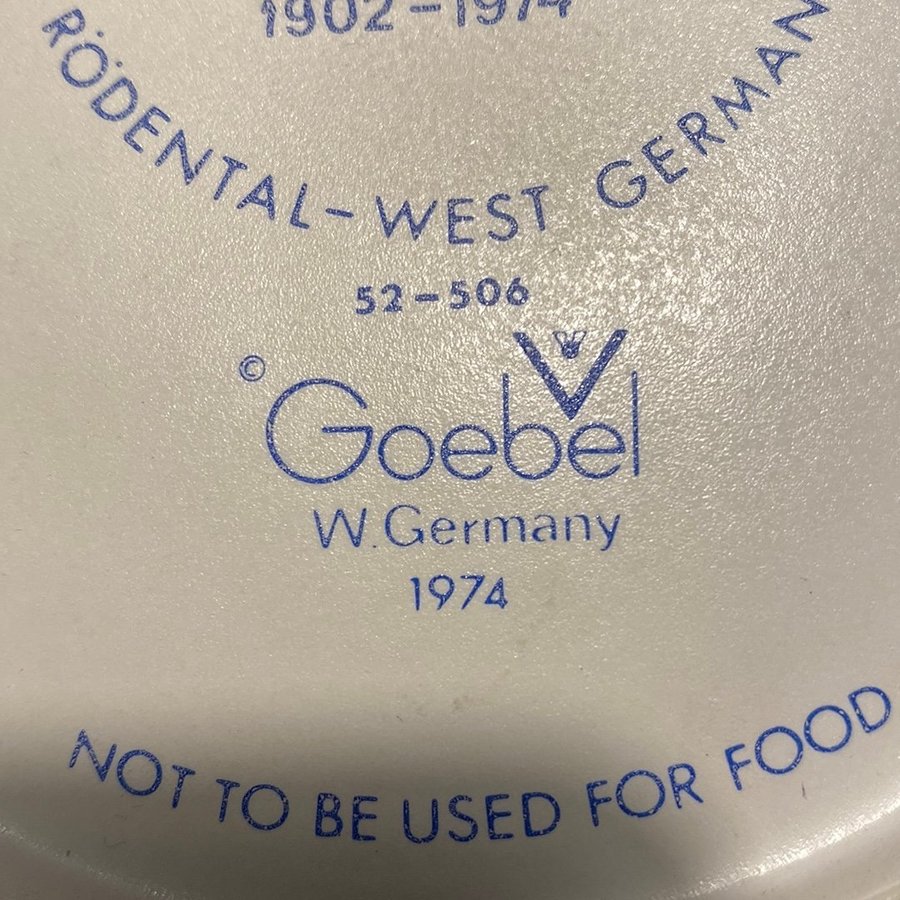 1902-1974
RÖDENTAL-WEST GERMAN
52-506
© Goebel
W. Germany
1974
NOT TO BE USED FOR FOOD